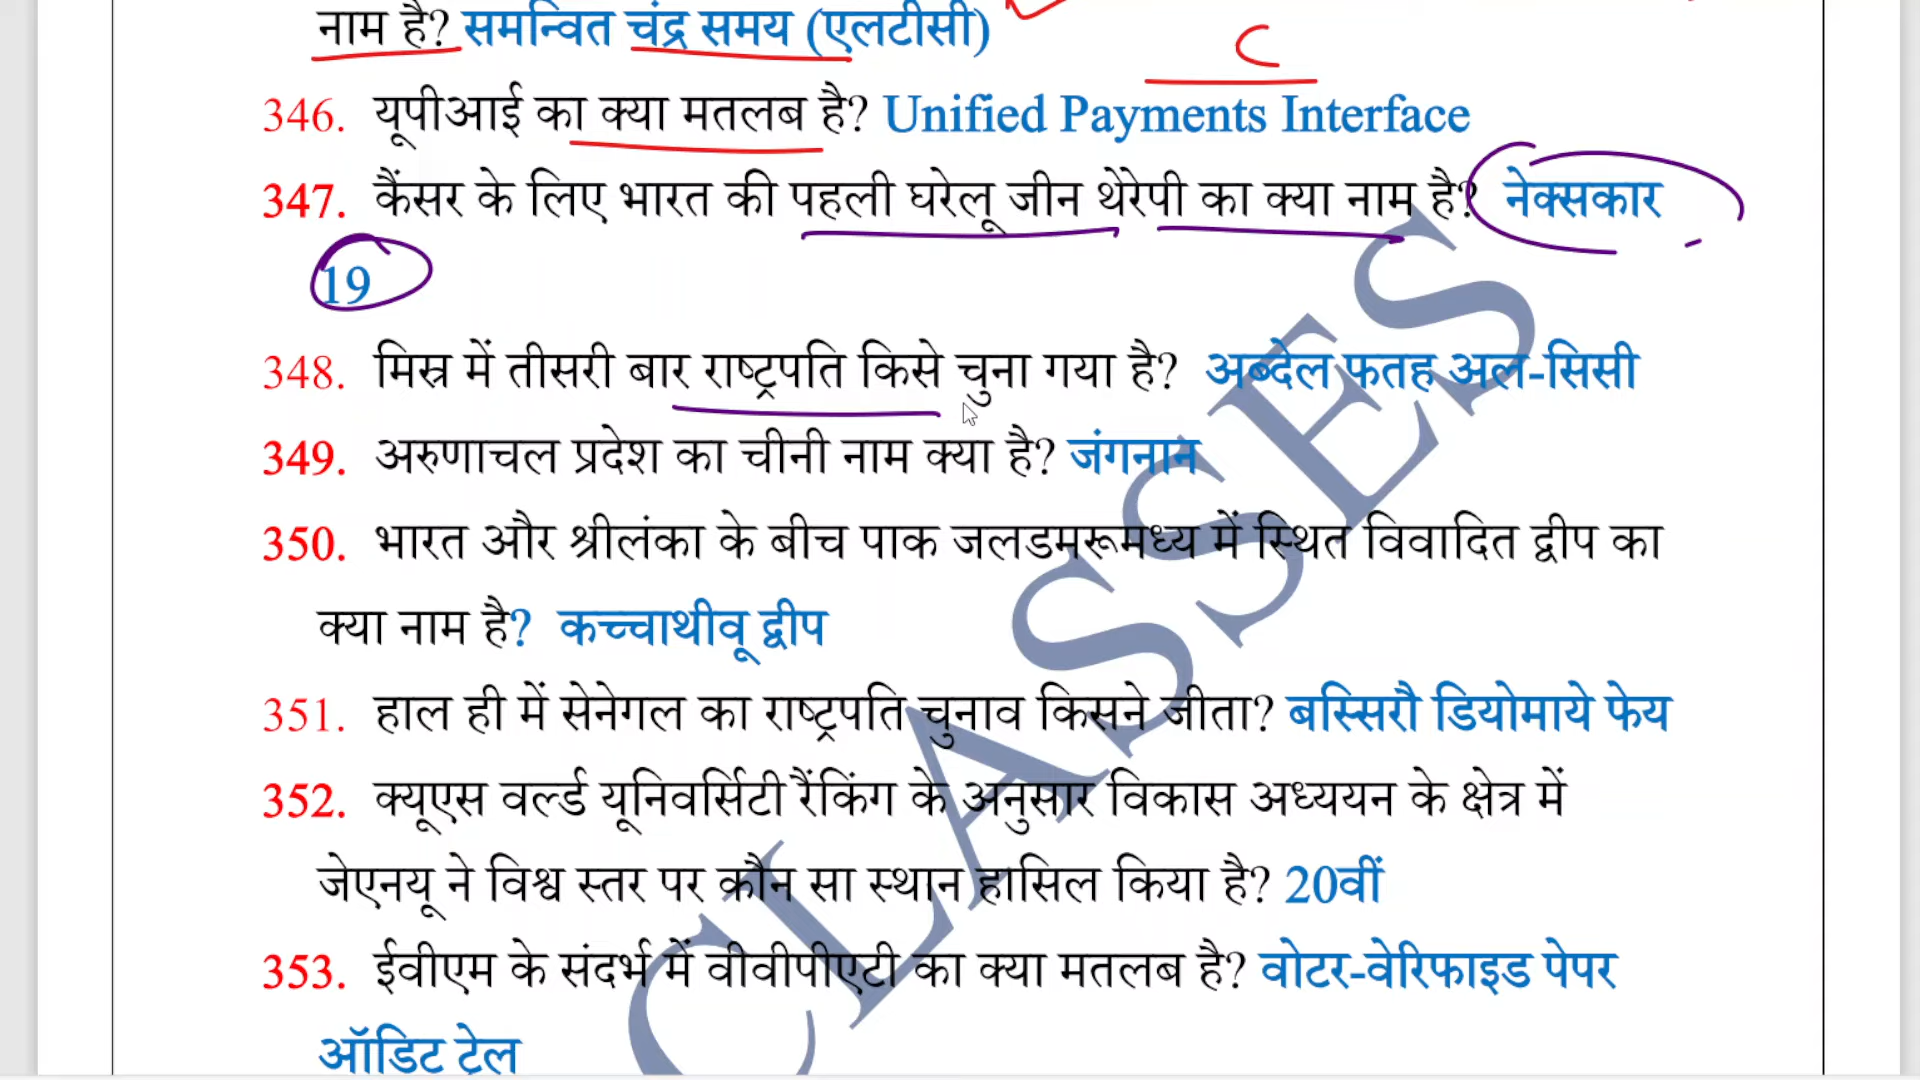 नाम है? समन्वित चंद्र समय (एलटीसी)
C
346. यूपीआई का क्या मतलब है? Unified Payments Interface
347. कैंसर के लिए भारत की पहली घरेलू जीन थेरेपी का क्या नाम है? नेक्सकार
19
348. मिस्र में तीसरी बार राष्ट्रपति किसे चुना गया है? अब्देल फतह अल-सिसी
349. अरुणाचल प्रदेश का चीनी नाम क्या है? जंगनान
350. भारत और श्रीलंका के बीच पाक जलडमरूमध्य में स्थित विवादित द्वीप का
क्या नाम है? कच्चाथीवू द्वीप
351. हाल ही में सेनेगल का राष्ट्रपति चुनाव किसने जीता? बस्सिरौ डियोमाये फेय
352. क्यूएस वर्ल्ड यूनिवर्सिटी रैंकिंग के अनुसार विकास अध्ययन के क्षेत्र में
जेएनयू ने विश्व स्तर पर कौन सा स्थान हासिल किया है? 20वीं
353. ईवीएम के संदर्भ में वीवीपीएटी का क्या मतलब है? वोटर-वेरिफाइड पेपर
ऑडिट ट्रेल
CLASSES